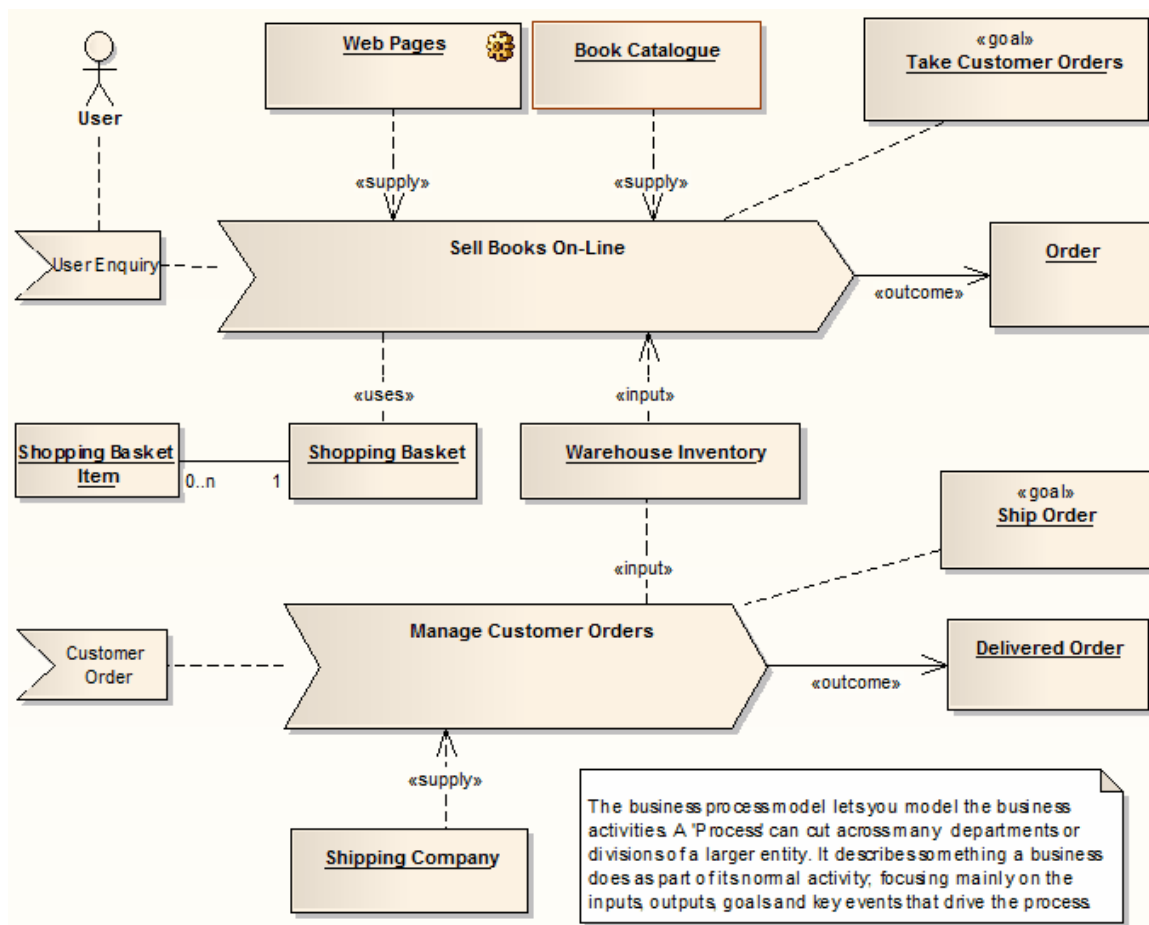 Web Pages
Book Catalogue
«goal»
Take Customer Orders
User
«supply»
«supply»
User Enquiry
Sell Books On-Line
Order
«outcome»
«uses»
«input»
Shopping Basket
Item
0..n
1
Shopping Basket
Warehouse Inventory
«goal»
Ship Order
«input»
Customer
Order
Manage Customer Orders
Delivered Order
«outcome»
«supply»
Shipping Company
The business process model lets you model the business
activities. A 'Process' can cut across many departments or
divisions of a larger entity. It describes something a business
does as part of its normal activity; focusing mainly on the
inputs, outputs, goals and key events that drive the process.